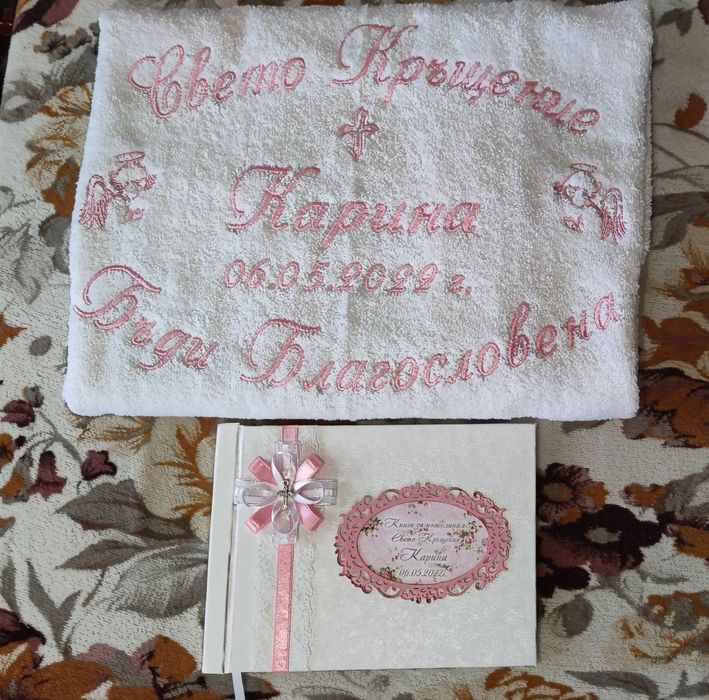 Свето Кръщение
Карина
06.05.2022 г.
Бъди Благословена
Книга за пожелания
Свето Кръщение
Карина
06.05.2022г.